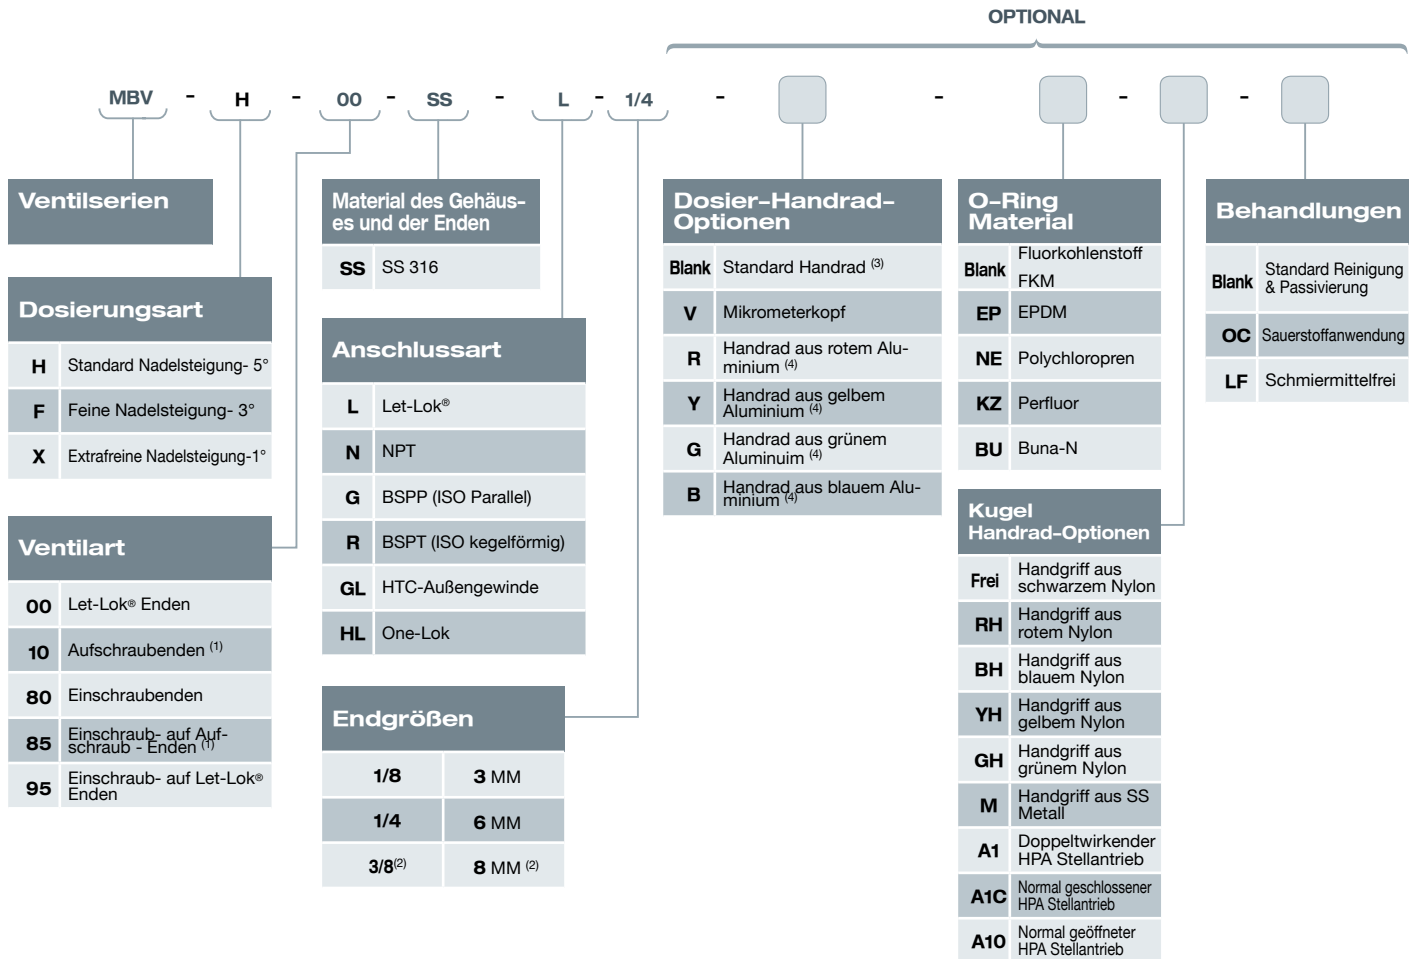 OPTIONAL
MBV - H - 00 - SS - L - 1/4 - - - -
Ventilserien
Dosierungsart
H Standard Nadelsteigung- 5°
F Feine Nadelsteigung- 3°
X Extrafreine Nadelsteigung-1°
Ventilart
00 Let-Lok® Enden
10 Aufschraubenden (1)
80 Einschraubenden
85 Einschraub- auf Auf-
schraub - Enden (1)
95 Einschraub- auf Let-Lok®
Enden
Material des Gehäus-
es und der Enden
SS SS 316
Anschlussart
L Let-Lok®
N NPT
G BSPP (ISO Parallel)
R BSPT (ISO kegelförmig)
GL HTC-Außengewinde
HL One-Lok
Endgrößen
1/8 3 MM
1/4 6 MM
3/8(2) 8 MM (2)
Dosier-Handrad-
Optionen
Blank Standard Handrad (3)
V Mikrometerkopf
R Handrad aus rotem Alu-
minium (4)
Y Handrad aus gelbem
Aluminium (4)
G Handrad aus grünem
Aluminuim (4)
B Handrad aus blauem Alu-
minium (4)
O-Ring
Material
Blank Fluorkohlenstoff
FKM
EP EPDM
NE Polychloropren
KZ Perfluor
BU Buna-N
Kugel
Handrad-Optionen
Frei Handgriff aus
schwarzem Nylon
RH Handgriff aus
rotem Nylon
BH Handgriff aus
blauem Nylon
YH Handgriff aus
gelbem Nylon
GH Handgriff aus
grünem Nylon
M Handgriff aus SS
Metall
A1 Doppeltwirkender
HPA Stellantrieb
A1C Normal geschlossener
HPA Stellantrieb
A10 Normal geöffneter
HPA Stellantrieb
Behandlungen
Blank Standard Reinigung
& Passivierung
OC Sauerstoffanwendung
LF Schmiermittelfrei